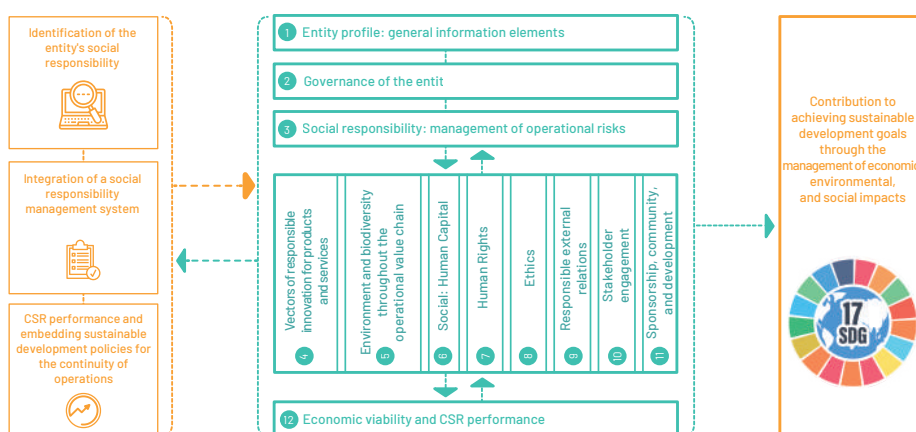 Identification of the
entity's social
responsibility
Integration of a social
responsibility
management system
CSR performance and
embedding sustainable
development policies for
the continuity of
operations
1 Entity profile: general information elements
2 Governance of the entit
3 Social responsibility: management of operational risks
Vectors of responsible
innovation for products
and services
4
Environment and biodiversity
throughout the
operational value chain
5
Social: Human Capital
6
Human Rights
7
Ethics
8
Responsible external
relations
9
Stakeholder
engagement
10
Sponsorship, community,
and development
11
12 Economic viability and CSR performance
Contribution to
achieving sustainable
development goals
through the
management of economic
environmental,
and social impacts
17
SDG